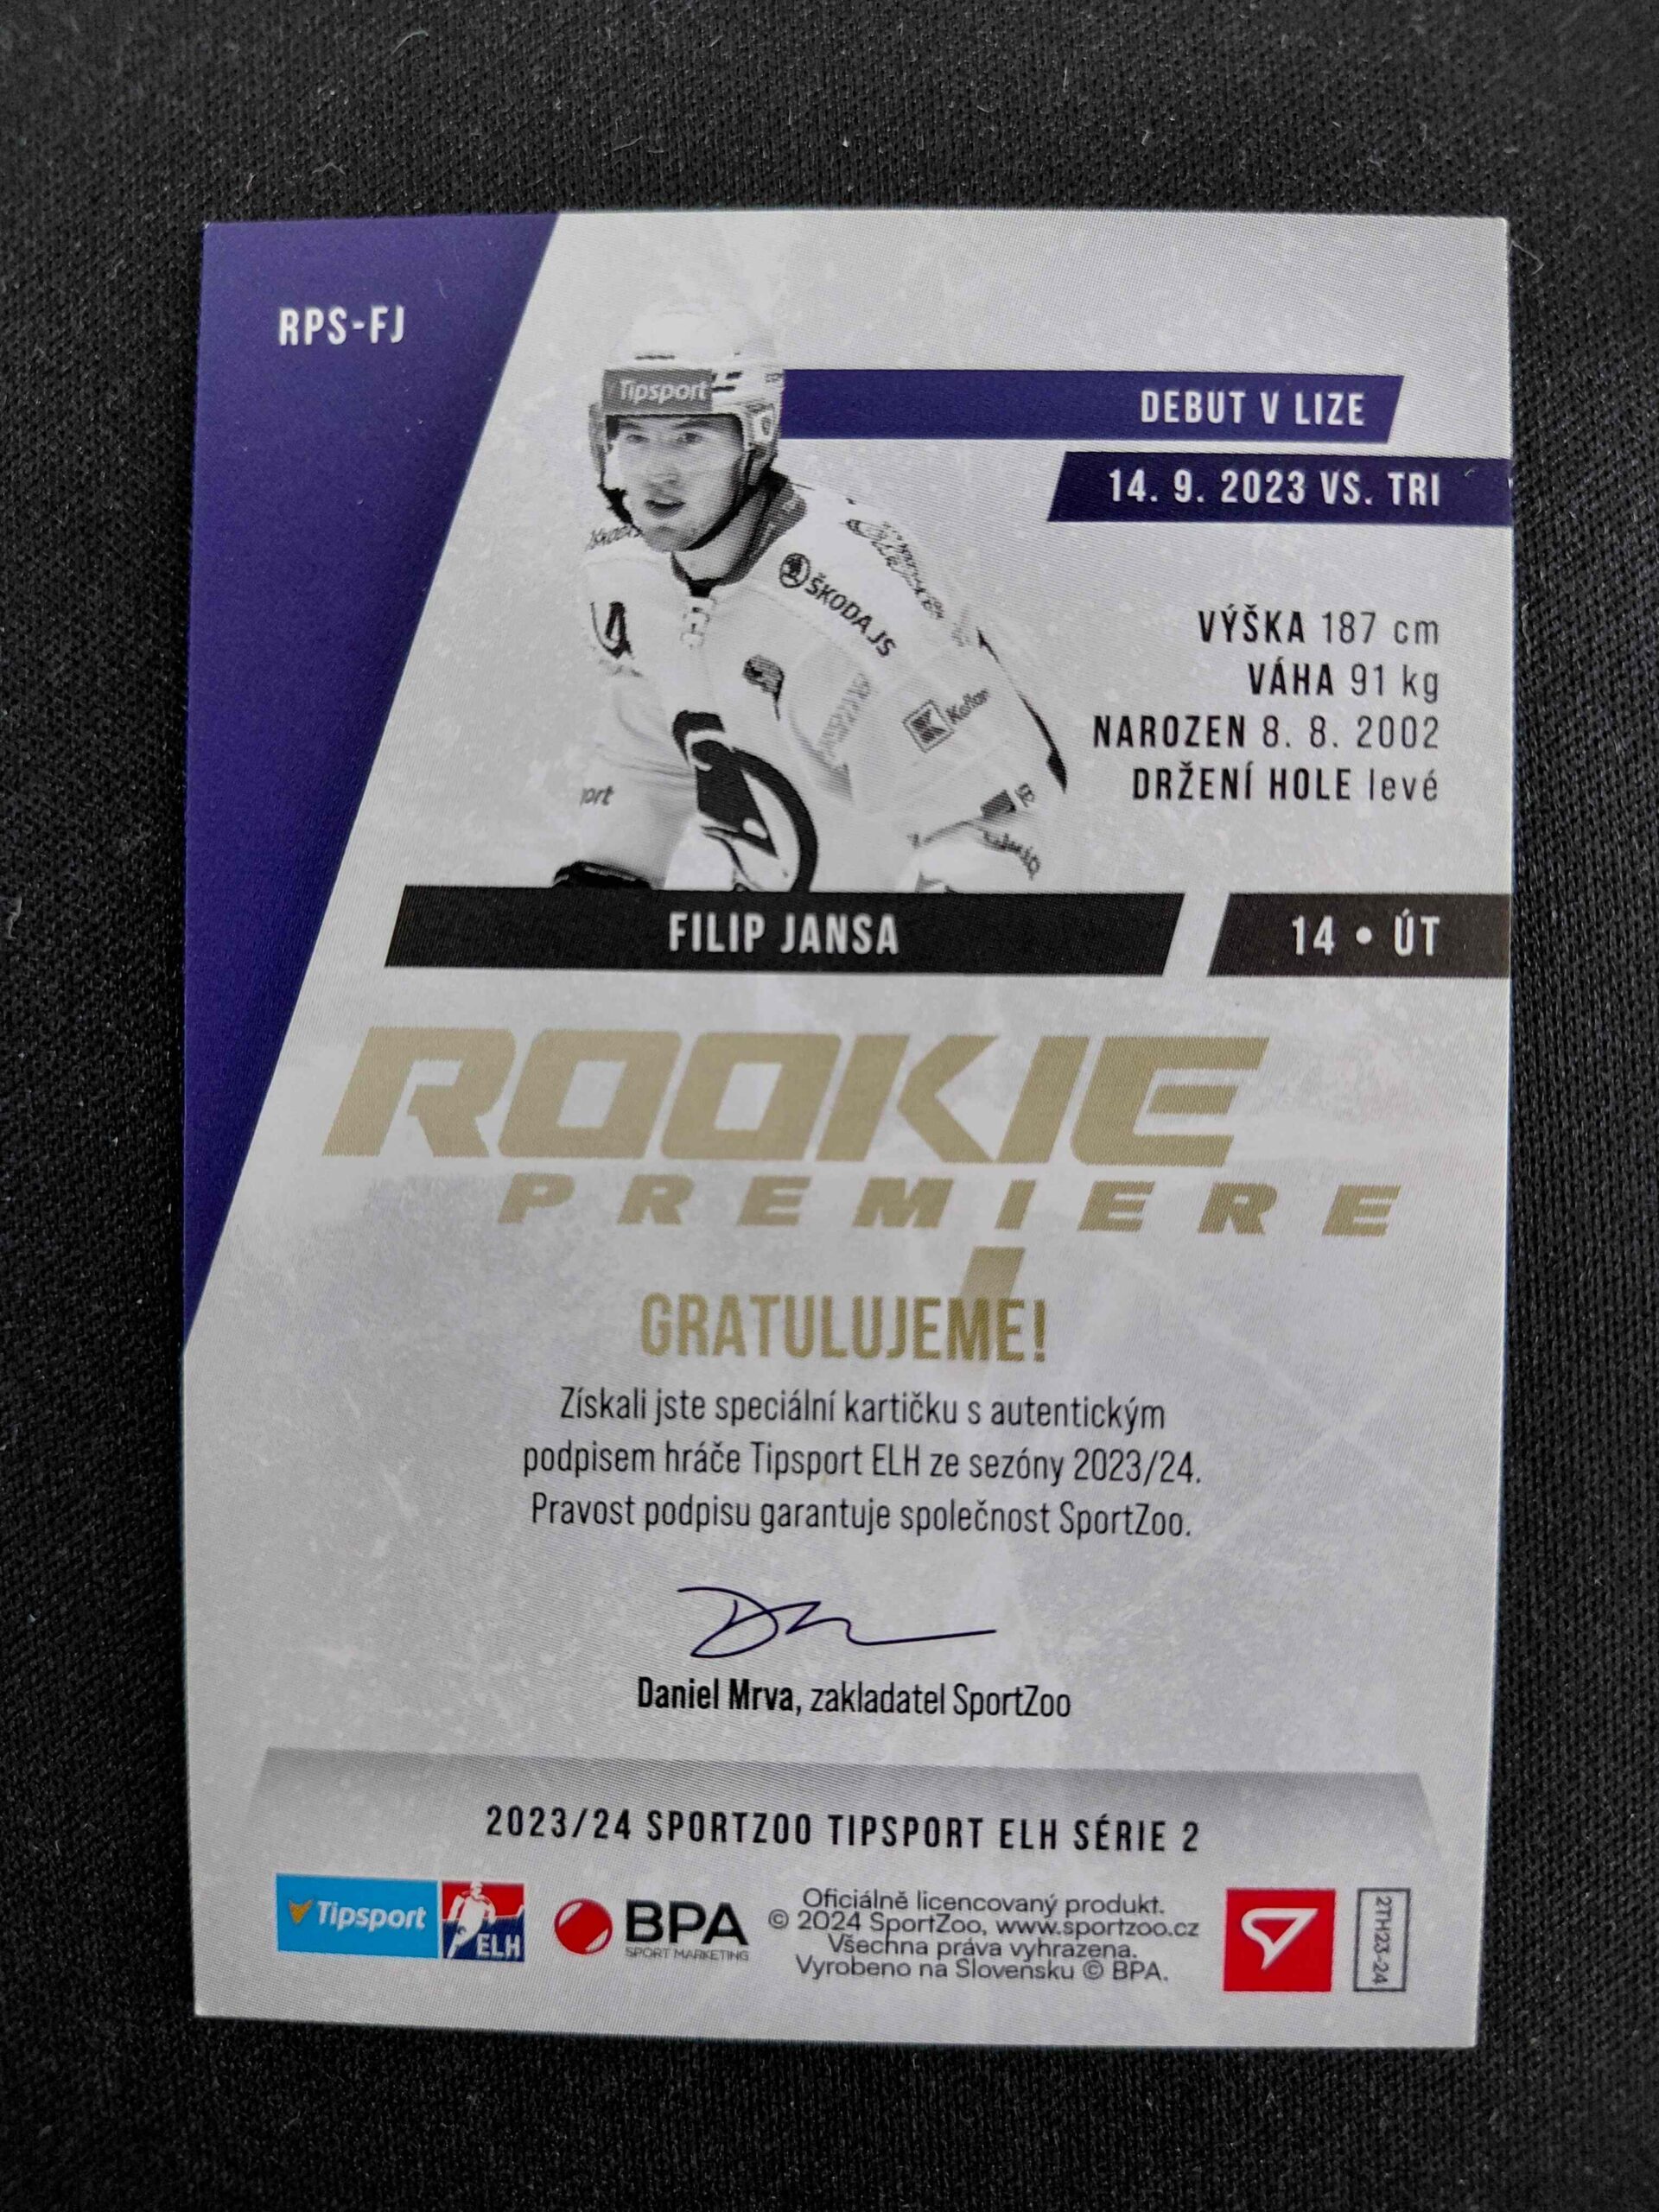 RPS-FJ
Tipsport
DEBUT V LIZE
14. 9. 2023 VS. TRI
ŠKODA JS
VÝŠKA 187 cm
VÁHA 91 kg
NAROZEN 8. 8. 2002
DRŽENÍ HOLE levé
FILIP JANSA
14 • ÚT
ROOKIE
PREMIERE
GRATULUJEME!
Získali jste speciální kartičku s autentickým
podpisem hráče Tipsport ELH ze sezóny 2023/24.
Pravost podpisu garantuje společnost SportZoo.
Daniel Mrva, zakladatel SportZoo
2023/24 SPORTZOO TIPSPORT ELH SÉRIE 2
Tipsport
ELH
BPA
SPORT MARKETING
Oficiálně licencovaný produkt.
© 2024 SportZoo, www.sportzoo.cz
Všechna práva vyhrazena.
Vyrobeno na Slovensku © BPA.
2TH23-24